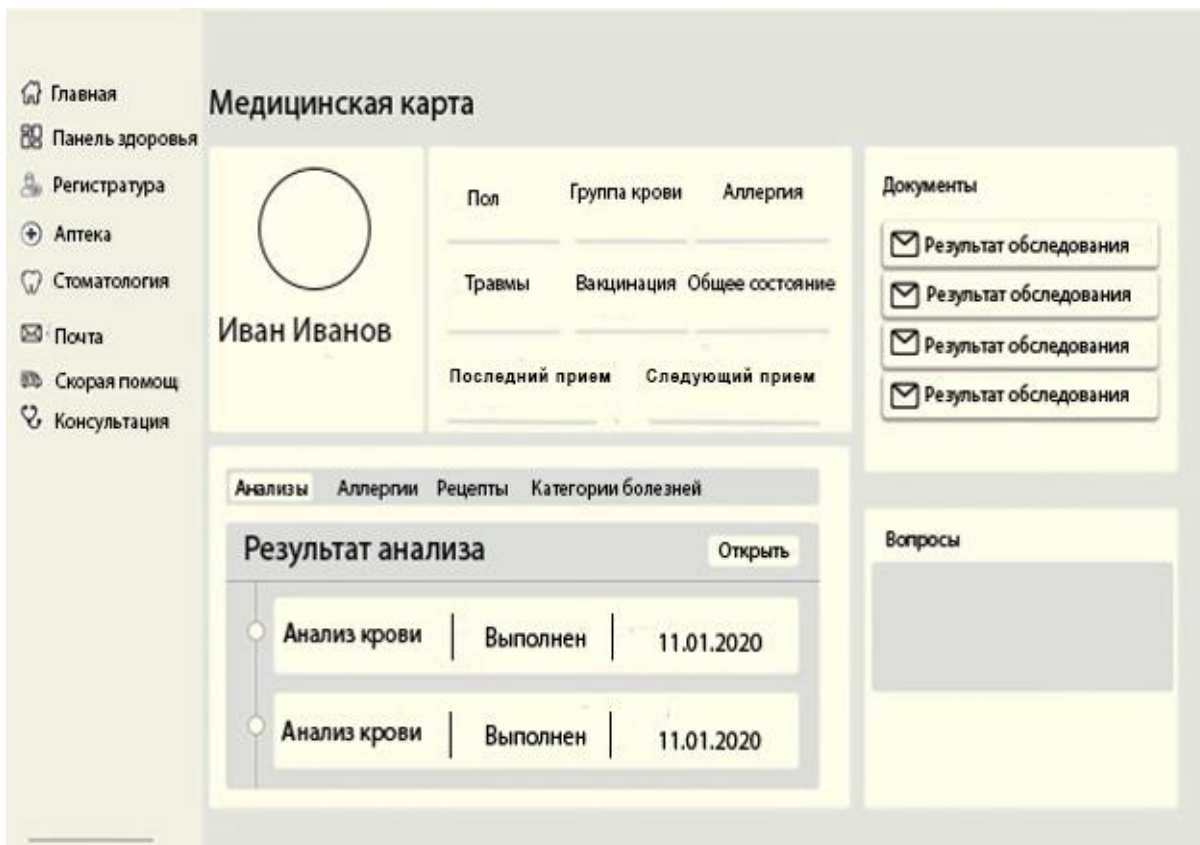 Главная
Панель здоровья
Регистратура
Аптека
Стоматология
Почта
Скорая помощ
Консультация
Медицинская карта
Иван Иванов
Пол Группа крови Аллергия
Травмы Вакцинация Общее состояние
Последний прием Следующий прием
Анализы Аллергии Рецепты Категории болезней
Результат анализа Открыть
Анализ крови Выполнен 11.01.2020
Анализ крови Выполнен 11.01.2020
Документы
Результат обследования
Результат обследования
Результат обследования
Результат обследования
Вопросы